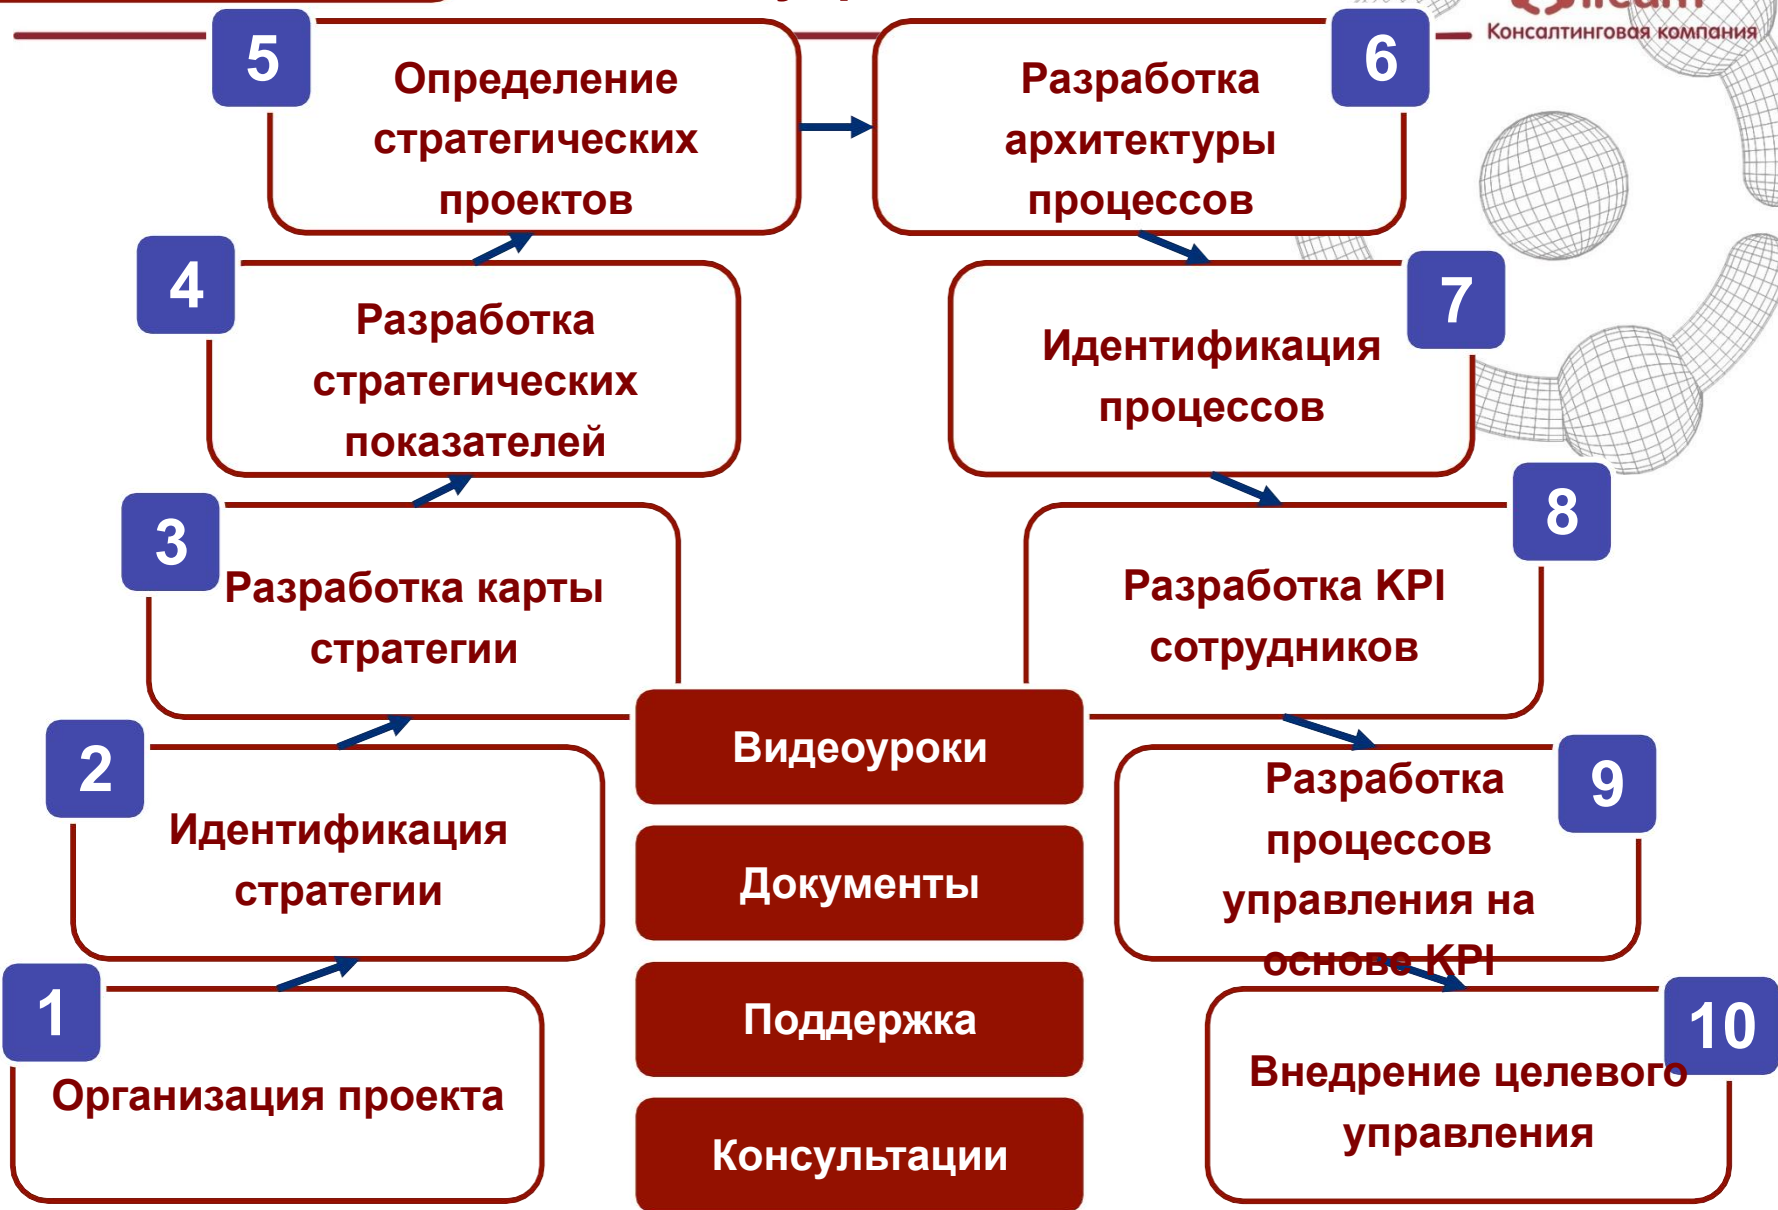 Консалтинговая компания
5
Определение
стратегических
проектов
6
Разработка
архитектуры
процессов
4
Разработка
стратегических
показателей
7
Идентификация
процессов
3
Разработка карты
стратегии
8
Разработка KPI
сотрудников
2
Идентификация
стратегии
9
Разработка
процессов
управления на
основе KPI
1
Организация проекта
10
Внедрение целевого
управления
Видеоуроки
Документы
Поддержка
Консультации